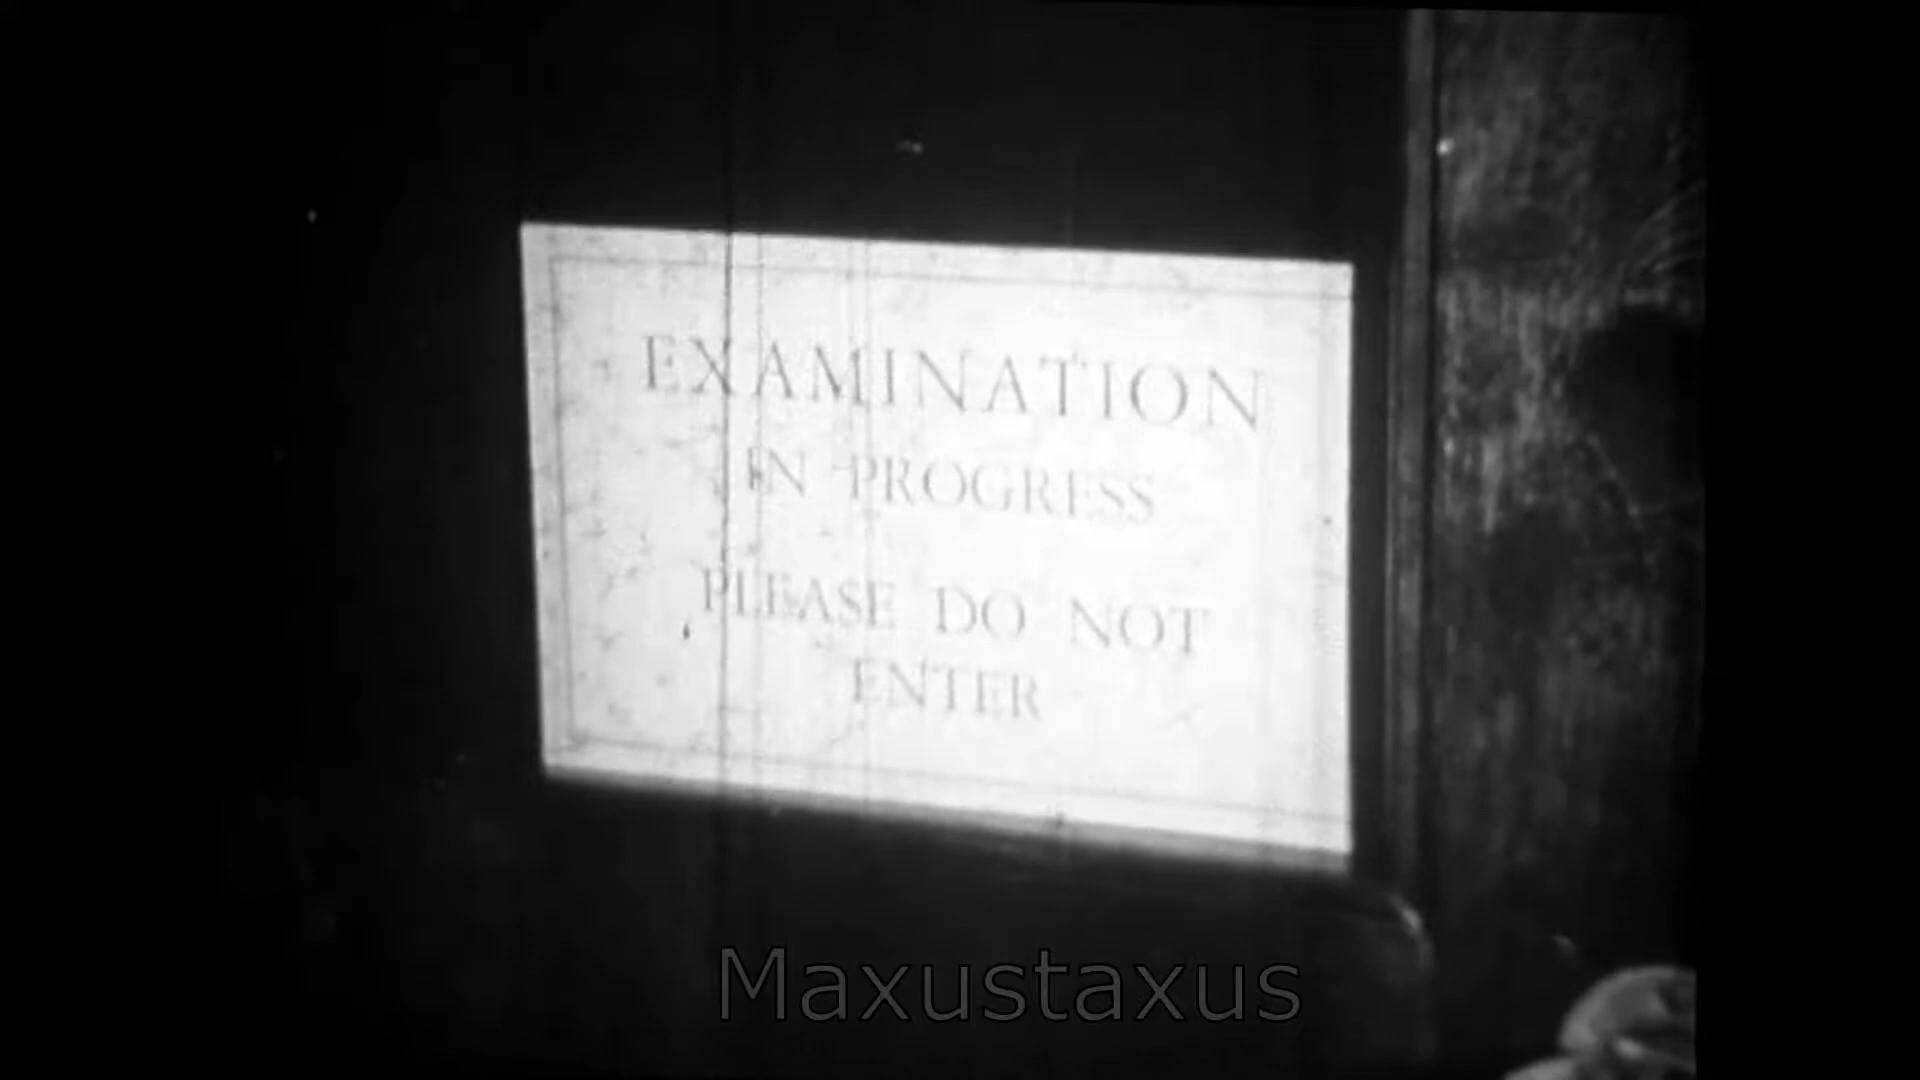 EXAMINATION
IN PROGRESS
PLEASE DO NOT
ENTER
Maxustaxus